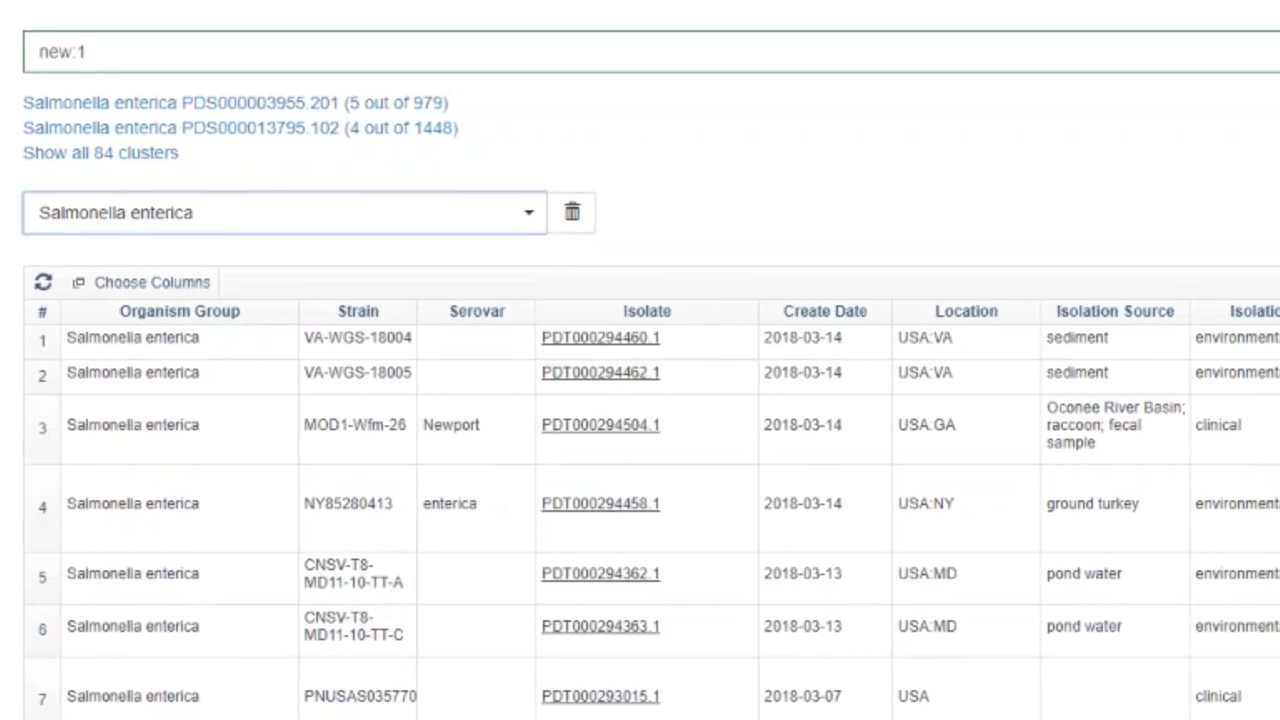 new:1
Salmonella enterica PDS000003955.201 (5 out of 979)
Salmonella enterica PDS000013795.102 (4 out of 1448)
Show all 84 clusters
Salmonella enterica
Choose Columns
# Organism Group Strain Serovar Isolate Create Date Location Isolation Source Isolatio
1 Salmonella enterica VA-WGS-18004 PDT000294460.1 2018-03-14 USA:VA sediment environment
2 Salmonella enterica VA-WGS-18005 PDT000294462.1 2018-03-14 USA:VA sediment environment
3 Salmonella enterica MOD1-Wfm-26 Newport PDT000294504.1 2018-03-14 USA:GA Oconee River Basin; raccoon; fecal sample clinical
4 Salmonella enterica NY85280413 enterica PDT000294458.1 2018-03-14 USA:NY ground turkey environment
5 Salmonella enterica CNSV-T8-MD11-10-TT-A PDT000294362.1 2018-03-13 USA:MD pond water environment
6 Salmonella enterica CNSV-T8-MD11-10-TT-C PDT000294363.1 2018-03-13 USA:MD pond water environment
7 Salmonella enterica PNUSAS035770 PDT000293015.1 2018-03-07 USA clinical